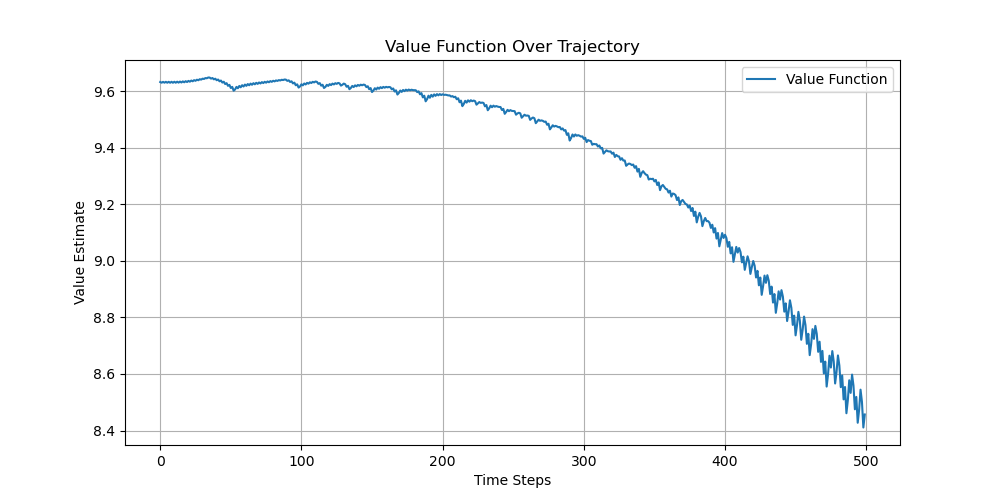 Value Function Over Trajectory
Value Function
Value Estimate
9.6
9.4
9.2
9.0
8.8
8.6
8.4
0 100 200 300 400 500
Time Steps